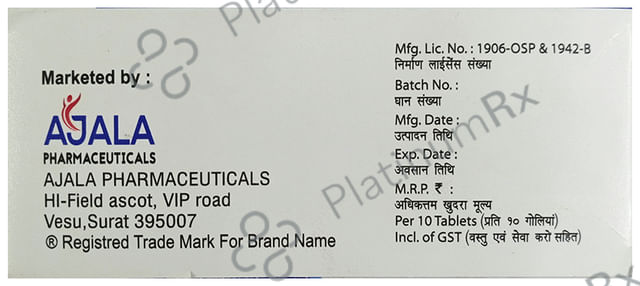 Marketed by :
AJALA
PHARMACEUTICALS
AJALA PHARMACEUTICALS
HI-Field ascot, VIP road
Vesu,Surat 395007
® Registred Trade Mark For Brand Name
Mfg. Lic. No. : 1906-OSP & 1942-B
निर्माण लाईसेंस संख्या
Batch No. :
घान संख्या
Mfg. Date :
उत्पादन तिथि
Exp. Date :
अवसान तिथि
M.R.P. ₹ :
अधिकत्तम खुदरा मूल्य
Per 10 Tablets (प्रति १० गोलियां)
Incl. of GST (वस्तु एवं सेवा करो सहित)
PlatinumRx